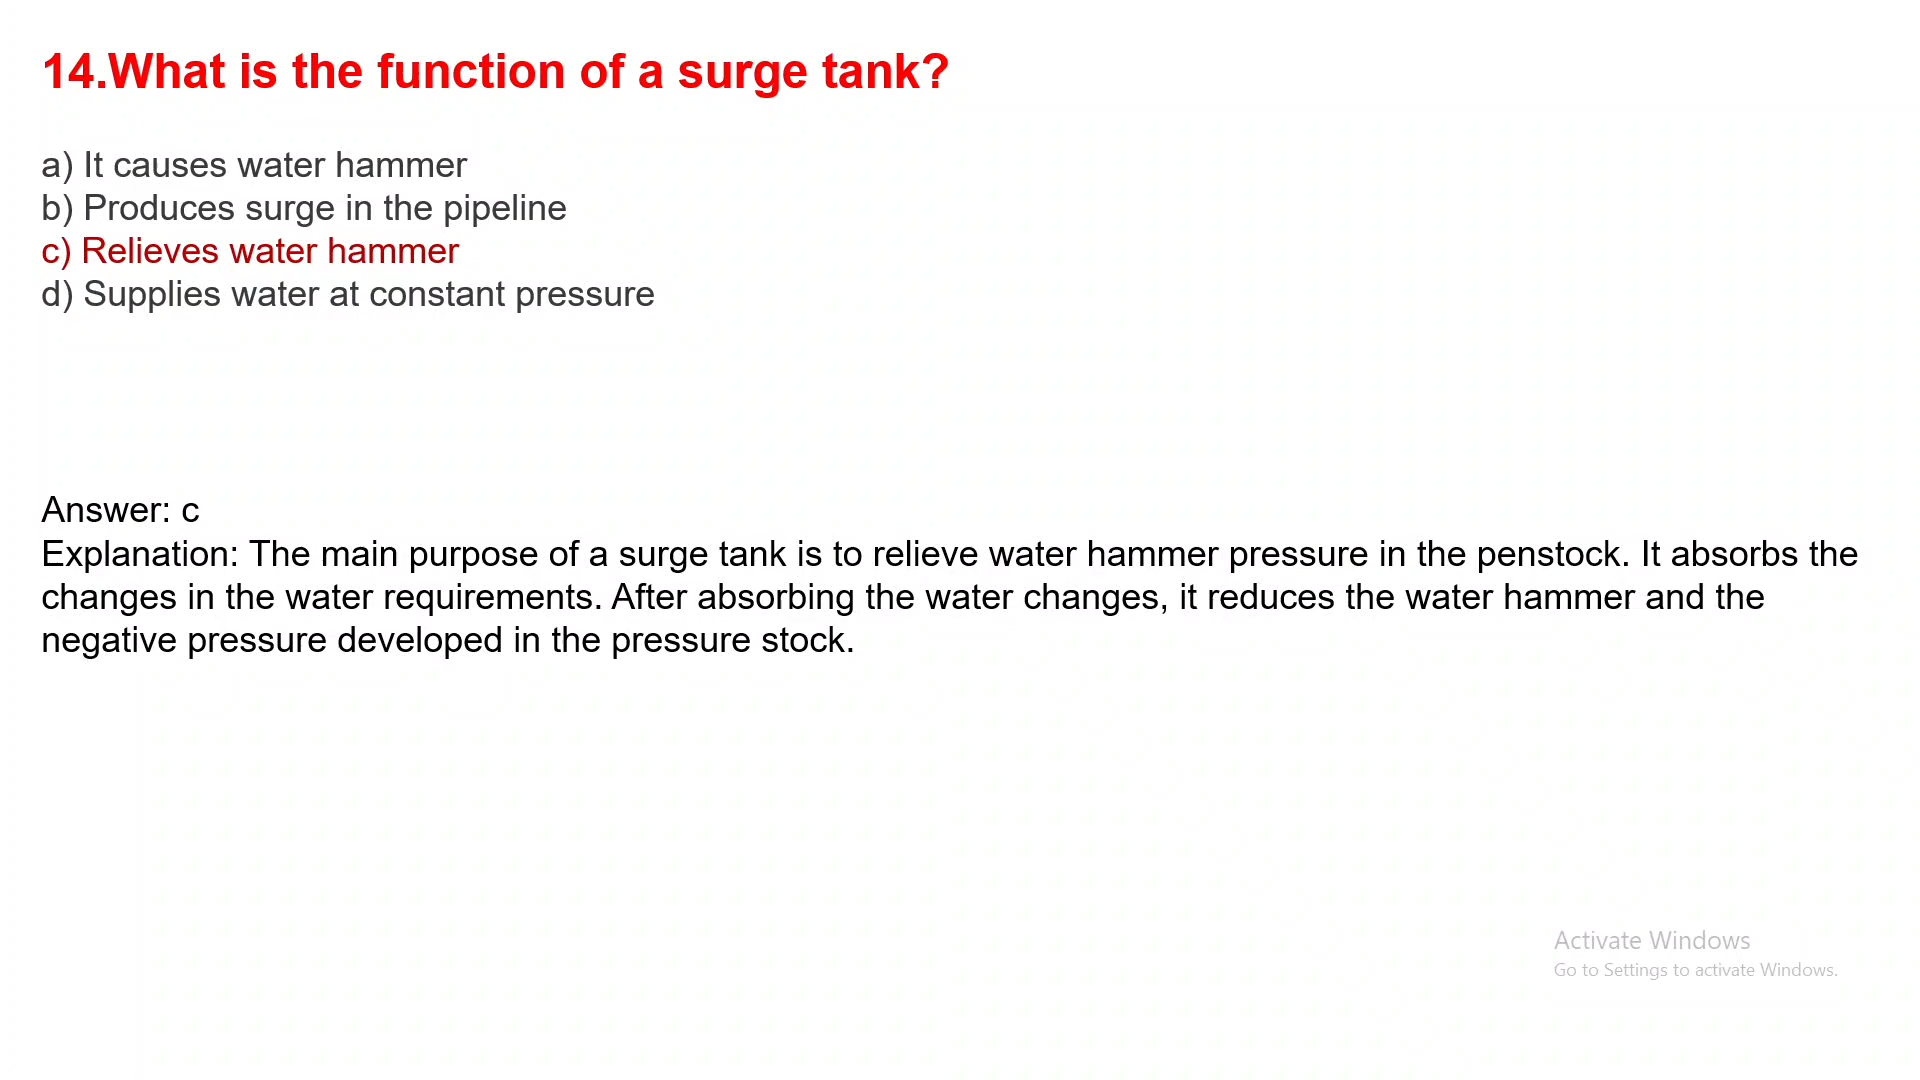 14.What is the function of a surge tank?
a) It causes water hammer
b) Produces surge in the pipeline
c) Relieves water hammer
d) Supplies water at constant pressure
Answer: c
Explanation: The main purpose of a surge tank is to relieve water hammer pressure in the penstock. It absorbs the
changes in the water requirements. After absorbing the water changes, it reduces the water hammer and the
negative pressure developed in the pressure stock.
Activate Windows
Go to Settings to activate Windows.